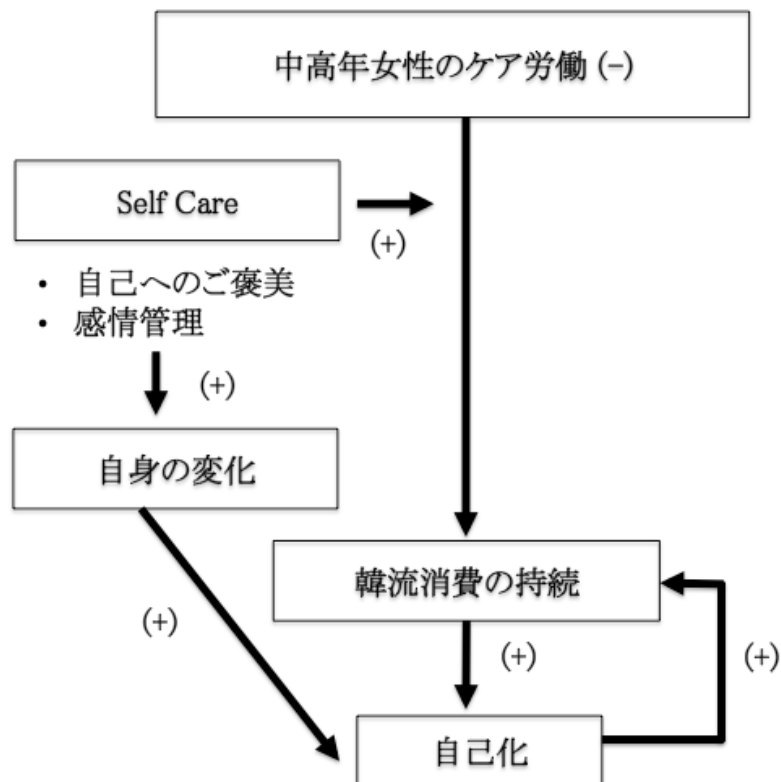 中高年女性のケア労働 (−)
Self Care
(+)
• 自己へのご褒美
• 感情管理
(+)
自身の変化
韓流消費の持続
(+)
(+)
(+)
自己化